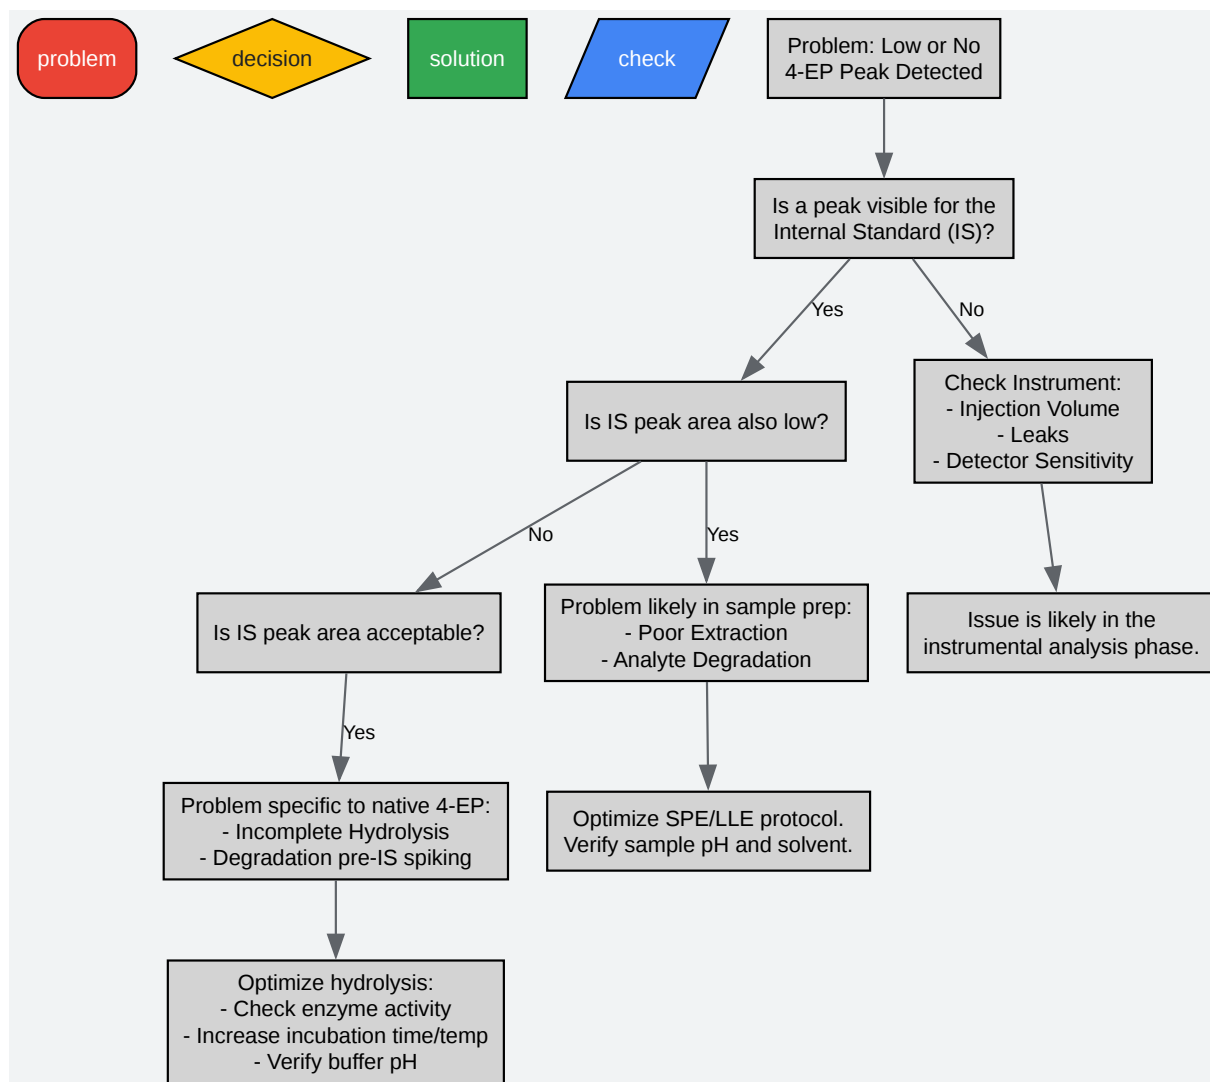 problem
decision
solution
check
Problem: Low or No
4-EP Peak Detected
Is a peak visible for the
Internal Standard (IS)?
Yes
No
Is IS peak area also low?
Check Instrument:
- Injection Volume
- Leaks
- Detector Sensitivity
No
Yes
Is IS peak area acceptable?
Problem likely in sample prep:
- Poor Extraction
- Analyte Degradation
Issue is likely in the
instrumental analysis phase.
Yes
Problem specific to native 4-EP:
- Incomplete Hydrolysis
- Degradation pre-IS spiking
Optimize SPE/LLE protocol.
Verify sample pH and solvent.
Optimize hydrolysis:
- Check enzyme activity
- Increase incubation time/temp
- Verify buffer pH